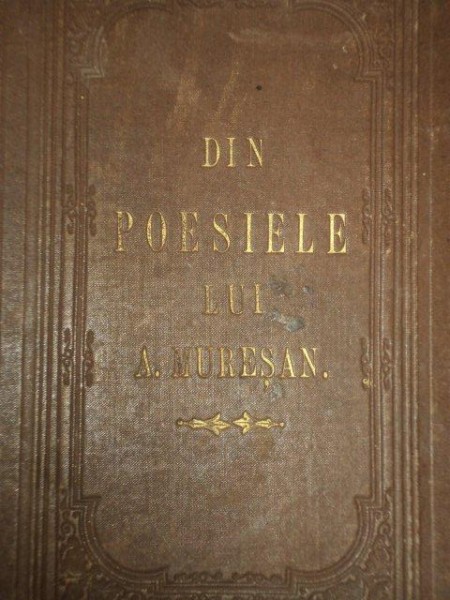 DIN
POESIELE
LUI
A. MUREȘAN.